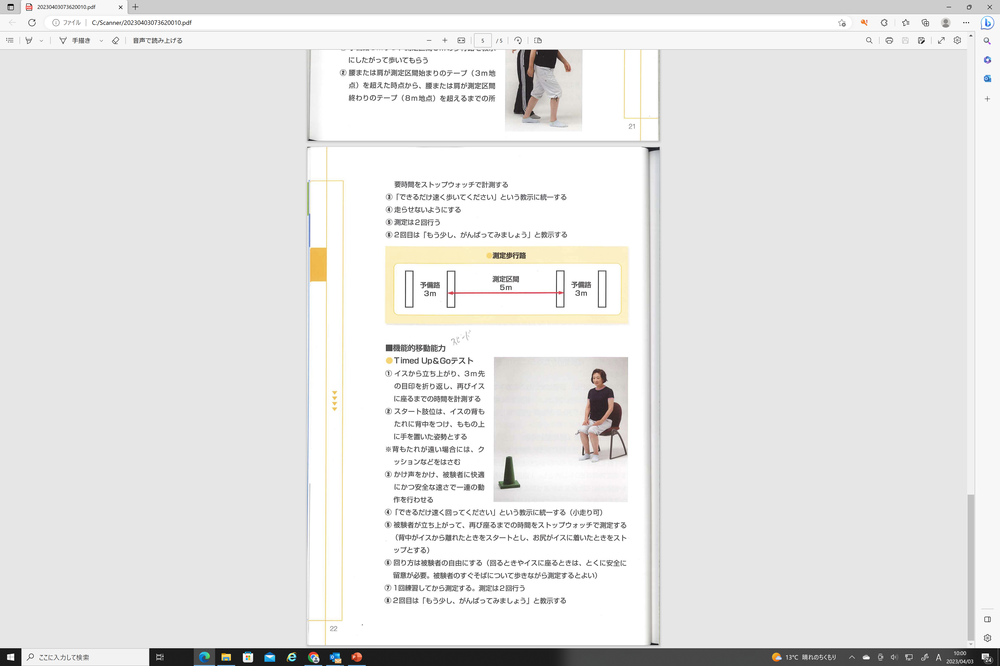 20230403073620010.pdf
ファイル
C:/Scanner/20230403073620010.pdf
手描き
音声で読み上げる
5
/ 5
にしたがって歩いてもらう
② 腰または肩が測定区間始まりのテープ（3m地
点）を超えた時点から、腰または肩が測定区間
終わりのテープ（8m地点）を超えるまでの所
21
要時間をストップウォッチで計測する
③「できるだけ速く歩いてください」という教示に統一する
④ 走らせないようにする
⑤ 測定は2回行う
⑥ 2回目は「もう少し、がんばってみましょう」と教示する
●測定歩行路
予備路
3m
測定区間
5m
予備路
3m
スピード
■機能的移動能力
●Timed Up&Goテスト
① イスから立ち上がり、3m先
の目印を折り返し、再びイス
に座るまでの時間を計測する
② スタート肢位は、イスの背も
たれに背中をつけ、ももの上
に手を置いた姿勢とする
※背もたれが遠い場合には、ク
ッションなどをはさむ
③ かけ声をかけ、被験者に快適
にかつ安全な速さで一連の動
作を行わせる
④「できるだけ速く回ってください」という教示に統一する（小走り可）
⑤ 被験者が立ち上がって、再び座るまでの時間をストップウォッチで測定する
（背中がイスから離れたときをスタートとし、お尻がイスに着いたときをスト
ップとする）
⑥ 回り方は被験者の自由にする（回るときやイスに座るときは、とくに安全に
留意が必要。被験者のすぐそばについて歩きながら測定するとよい）
⑦ 1回練習してから測定する。測定は2回行う
⑧ 2回目は「もう少し、がんばってみましょう」と教示する
22
ここに入力して検索
13°C 晴れのちくもり
A
10:00
2023/04/03
24